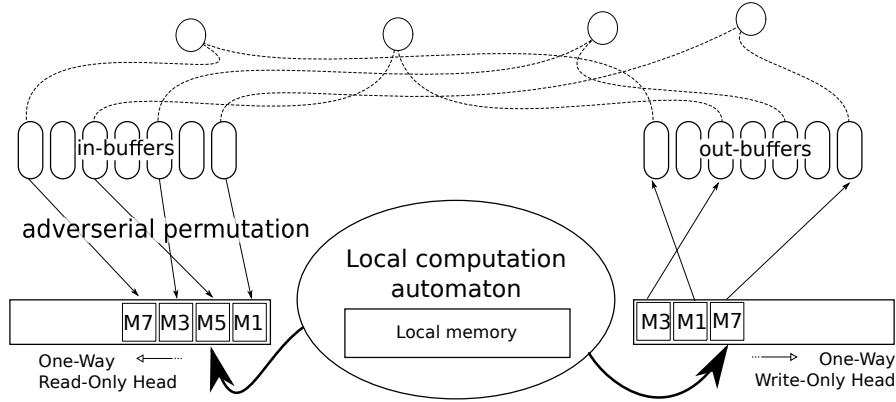 in-buffers
out-buffers
adverserial permutation
Local computation
automaton
Local memory
M7 M3 M5 M1
M3 M1 M7
One-Way
Read-Only Head
One-Way
Write-Only Head